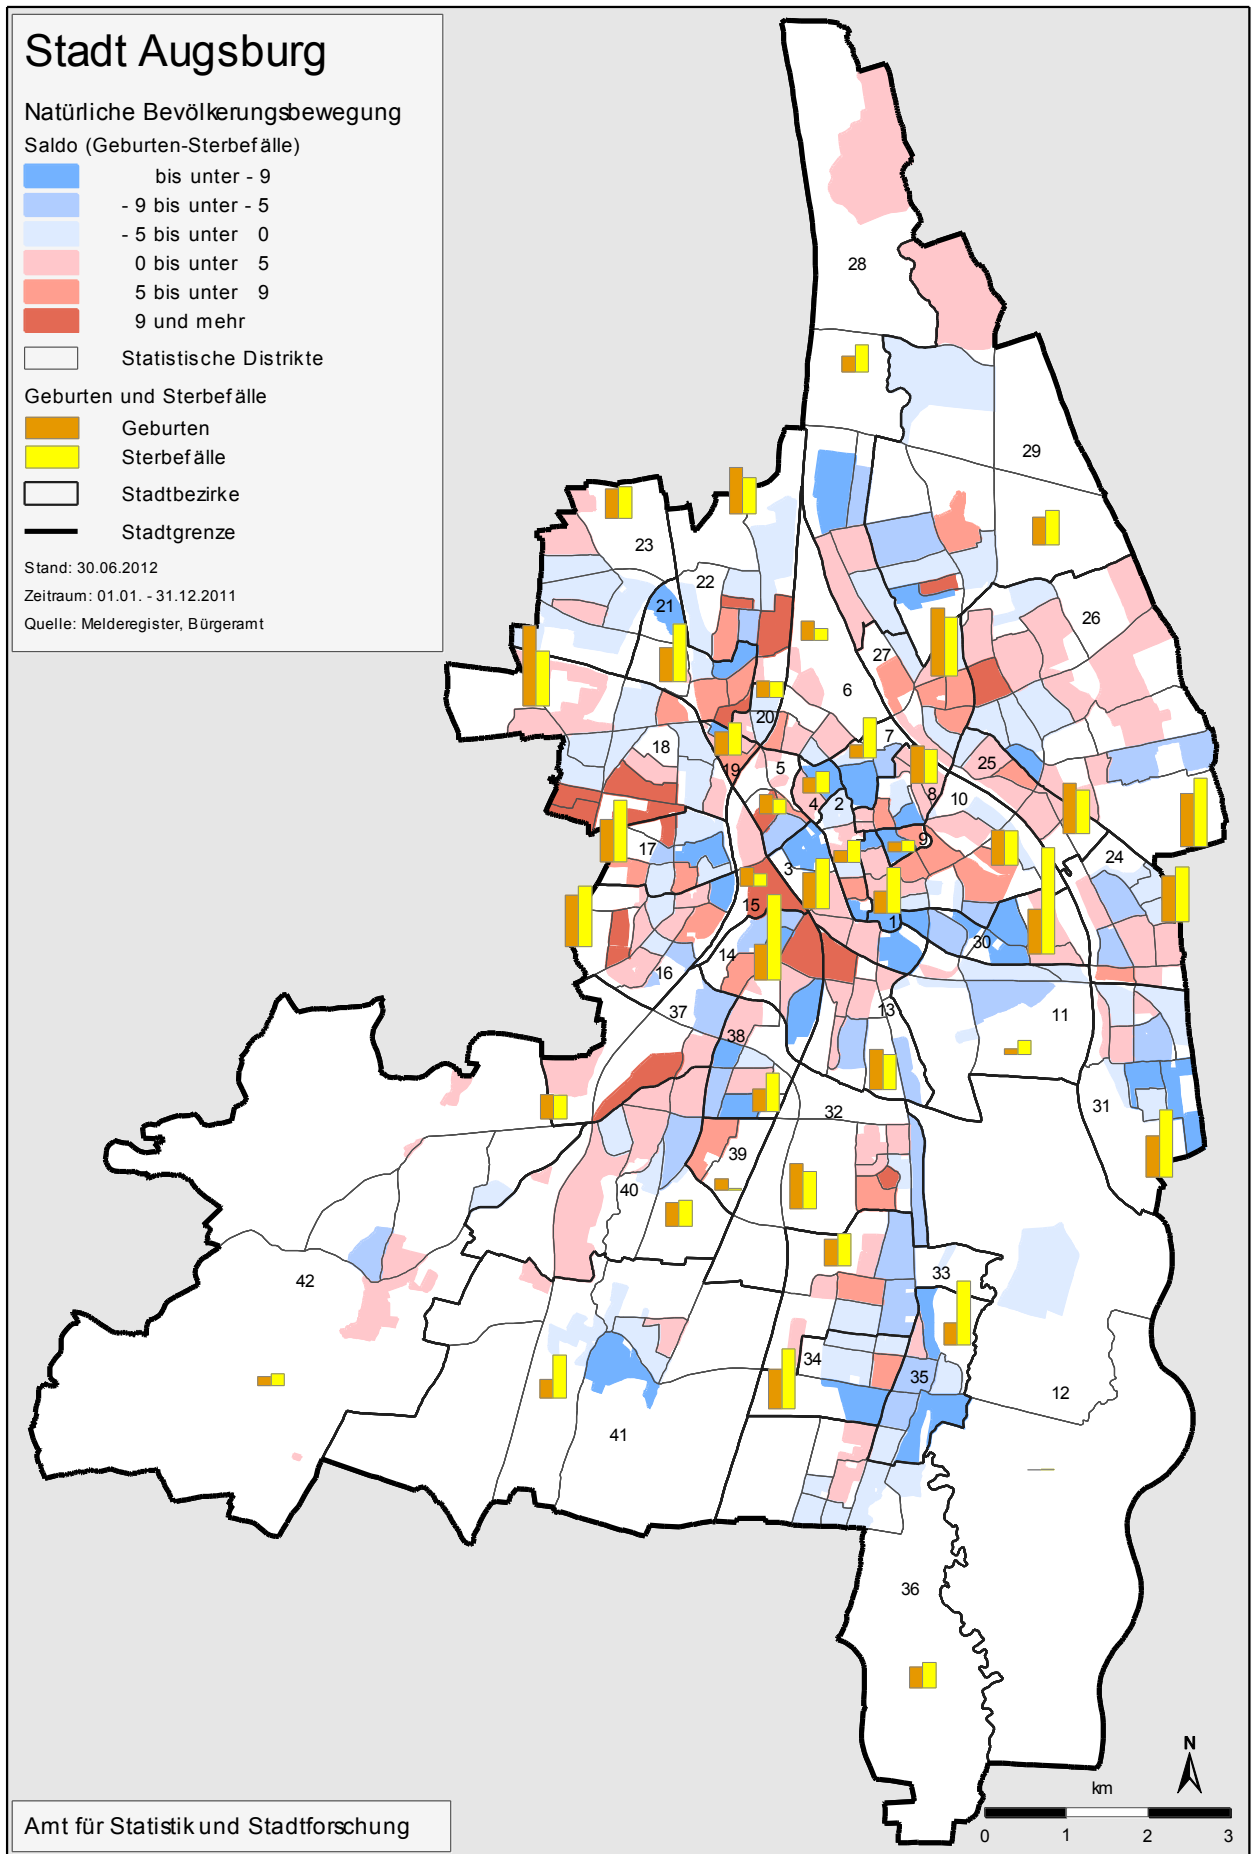 Stadt Augsburg
Natürliche Bevölkerungsbewegung
Saldo (Geburten-Sterbefälle)
bis unter - 9
- 9 bis unter - 5
- 5 bis unter 0
0 bis unter 5
5 bis unter 9
9 und mehr
Statistische Distrikte
Geburten und Sterbefälle
Geburten
Sterbefälle
Stadtbezirke
Stadtgrenze
Stand: 30.06.2012
Zeitraum: 01.01. - 31.12.2011
Quelle: Melderegister, Bürgeramt
28
29
23
22
21
26
27
6
20
7
18
19
5
25
4
2
8
10
9
17
3
24
15
1
30
14
16
37
13
11
38
31
32
39
40
33
42
34
35
12
41
36
N
km
0 1 2 3
Amt für Statistik und Stadtforschung